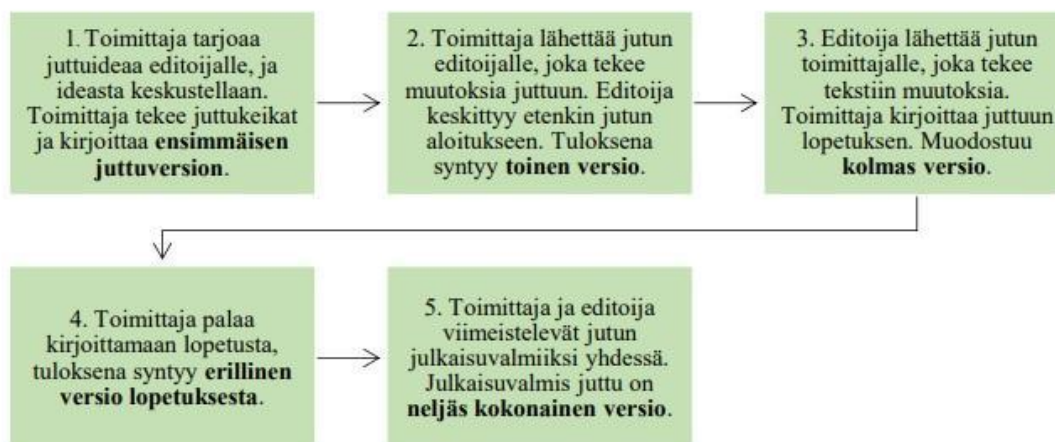 1. Toimittaja tarjoaa
juttuideaa editoijalle, ja
ideasta keskustellaan.
Toimittaja tekee juttukeikat
ja kirjoittaa ensimmäisen
juttuversion.
2. Toimittaja lähettää jutun
editoijalle, joka tekee
muutoksia juttuun. Editoija
keskittyy etenkin jutun
aloitukseen. Tuloksena
syntyy toinen versio.
3. Editoija lähettää jutun
toimittajalle, joka tekee
tekstiin muutoksia.
Toimittaja kirjoittaa juttuun
lopetuksen. Muodostuu
kolmas versio.
4. Toimittaja palaa
kirjoittamaan lopetusta,
tuloksena syntyy erillinen
versio lopetuksesta.
5. Toimittaja ja editoija
viimeistelevät jutun
julkaisuvalmiiksi yhdessä.
Julkaisuvalmis juttu on
neljäs kokonainen versio.